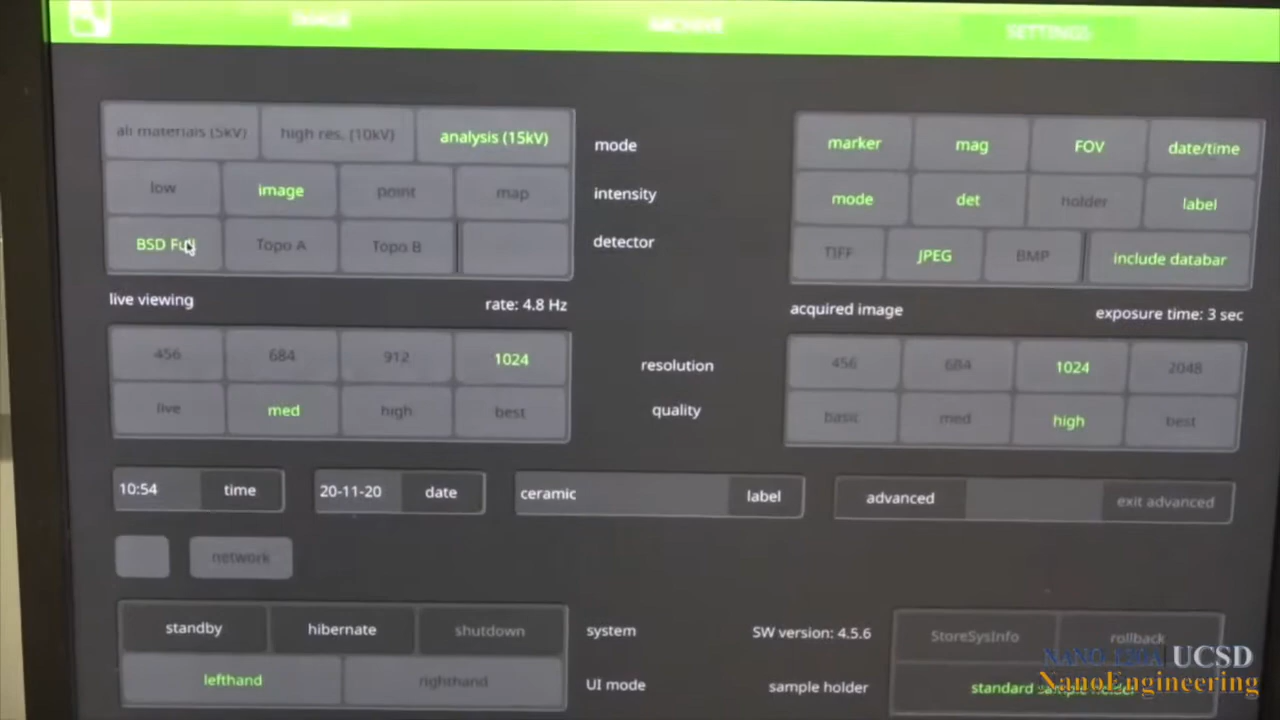 IMAGE ARCHIVE SETTINGS
all materials (5kV) high res. (10kV) analysis (15kV) mode marker mag FOV date/time
low image point map intensity mode det holder label
BSD Full Topo A Topo B detector TIFF JPEG BMP include databar
live viewing rate: 4.8 Hz acquired image exposure time: 3 sec
456 684 912 1024 resolution 456 684 1024 2048
live med high best quality basic med high best
10:54 time 20-11-20 date ceramic label advanced exit advanced
network
standby hibernate shutdown system SW version: 4.5.6 StoreSysInfo rollback
lefthand righthand UI mode sample holder standard sample holder
UCSD
NanoEngineering